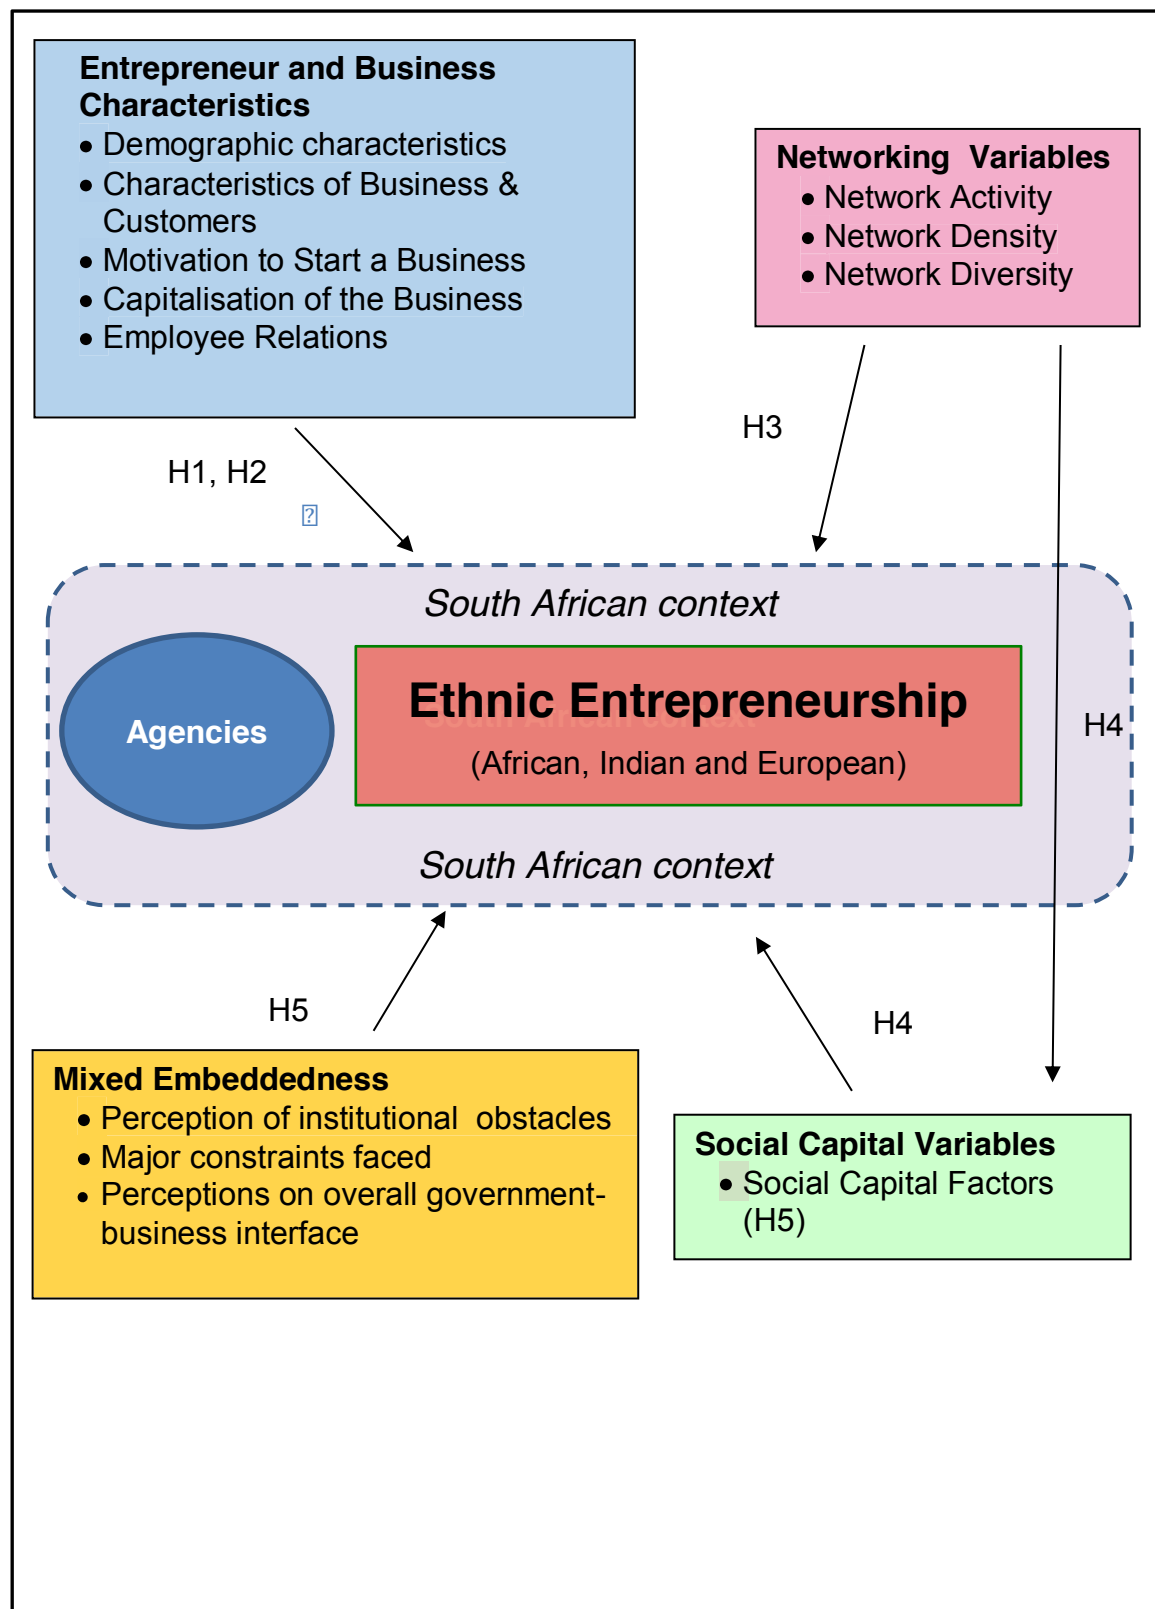 Entrepreneur and Business
Characteristics
• Demographic characteristics
• Characteristics of Business &
Customers
• Motivation to Start a Business
• Capitalisation of the Business
• Employee Relations
Networking  Variables
• Network Activity
• Network Density
• Network Diversity
H3
H1, H2
South African context
Agencies
Ethnic Entrepreneurship
South African context
(African, Indian and European)
H4
South African context
H5
H4
Mixed Embeddedness
• Perception of institutional  obstacles
• Major constraints faced
• Perceptions on overall government-
business interface
Social Capital Variables
• Social Capital Factors
(H5)